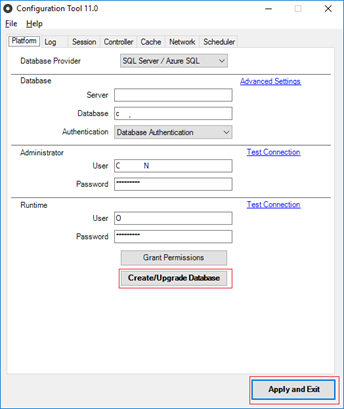 Configuration Tool 11.0
File Help
Platform Log Session Controller Cache Network Scheduler
Database Provider SQL Server / Azure SQL
Database Advanced Settings
Server
Database c .
Authentication Database Authentication
Administrator Test Connection
User C N
Password *********
Runtime Test Connection
User O
Password *********
Grant Permissions
Create/Upgrade Database
Apply and Exit